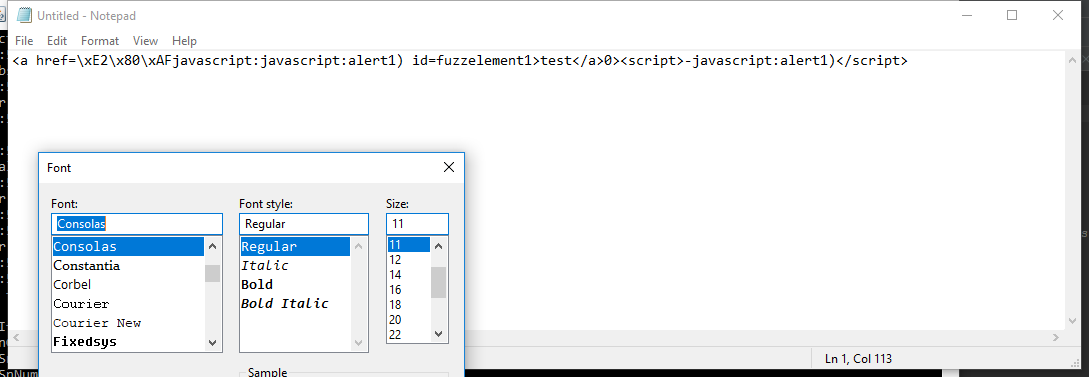 Untitled - Notepad
File Edit Format View Help
<a href=\xE2\x80\xAFjavascript:javascript:alert1) id=fuzzelement1>test</a>0><script>-javascript:alert1)</script>
Font
Font: Font style: Size:
Consolas Regular 11
Consolas Regular 11
Constantia Italic 12
Corbel Bold 14
Courier Bold Italic 16
Courier New 18
Fixedsys 20
22
Ln 1, Col 113
Sample